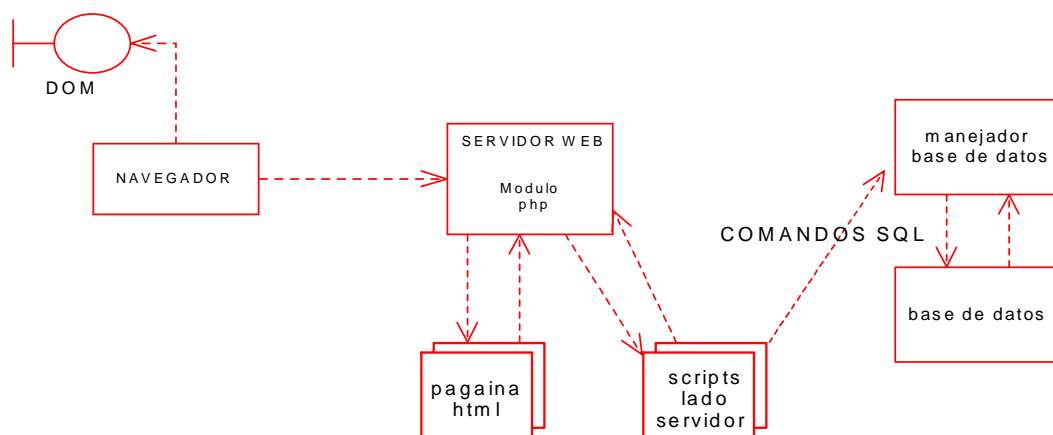 DOM
NAVEGADOR
SERVIDOR WEB
Modulo
php
manejador
base de datos
COMANDOS SQL
base de datos
pagaina
html
scripts
lado
servidor